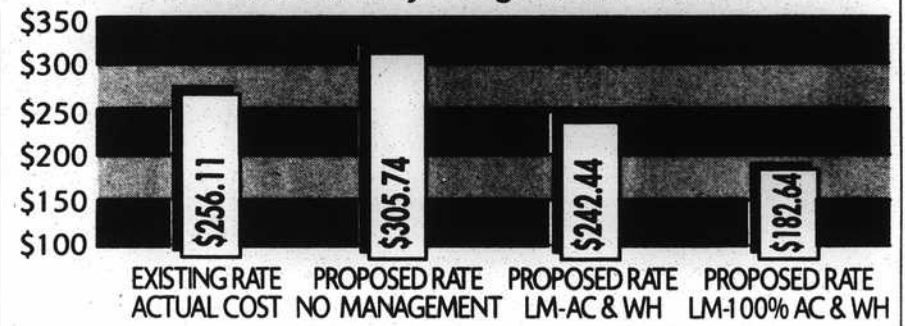 $350
$300
$250
$200
$150
$100
$256.11
$305.74
$242.44
$182.64
EXISTING RATE
ACTUAL COST
PROPOSED RATE
NO MANAGEMENT
PROPOSED RATE
LM-AC & WH
PROPOSED RATE
LM-100% AC & WH